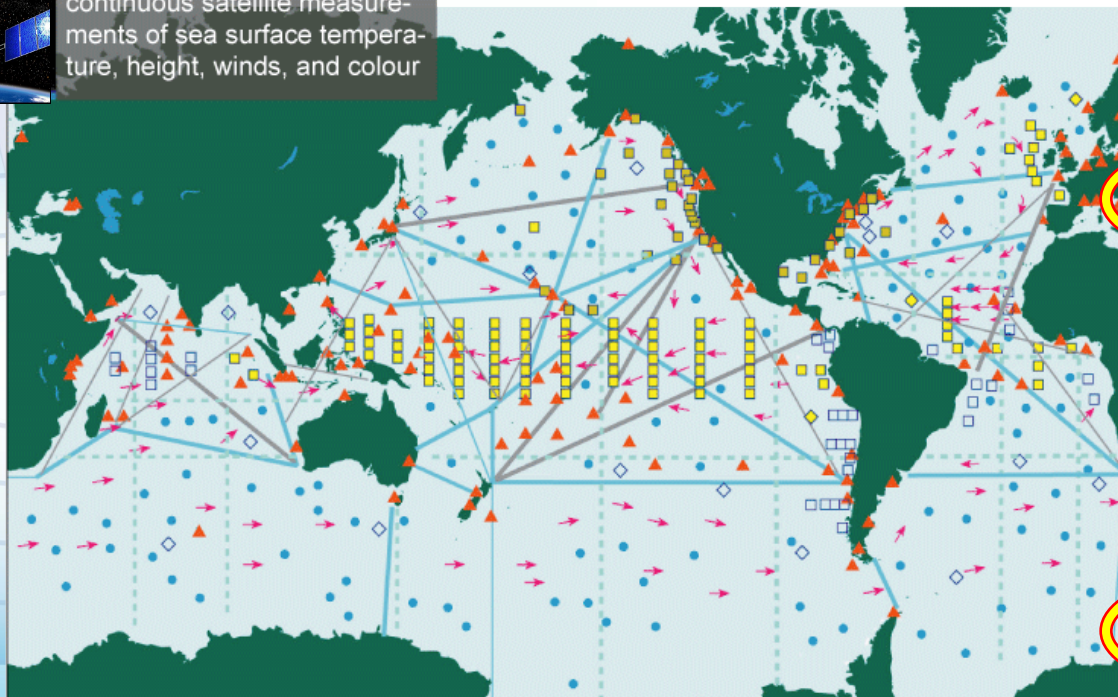 continuous satellite measure-
ments of sea surface tempera-
ture, height, winds, and colour